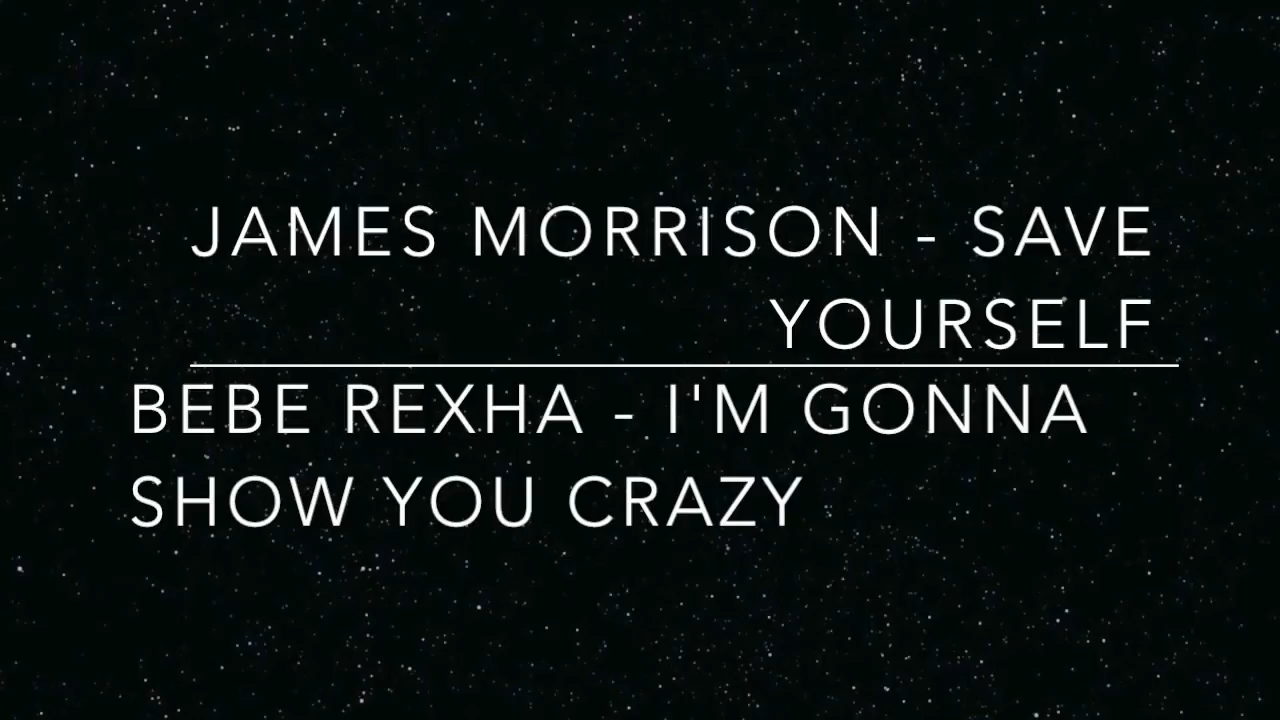 JAMES MORRISON - SAVE
YOURSELF
BEBE REXHA - I'M GONNA
SHOW YOU CRAZY